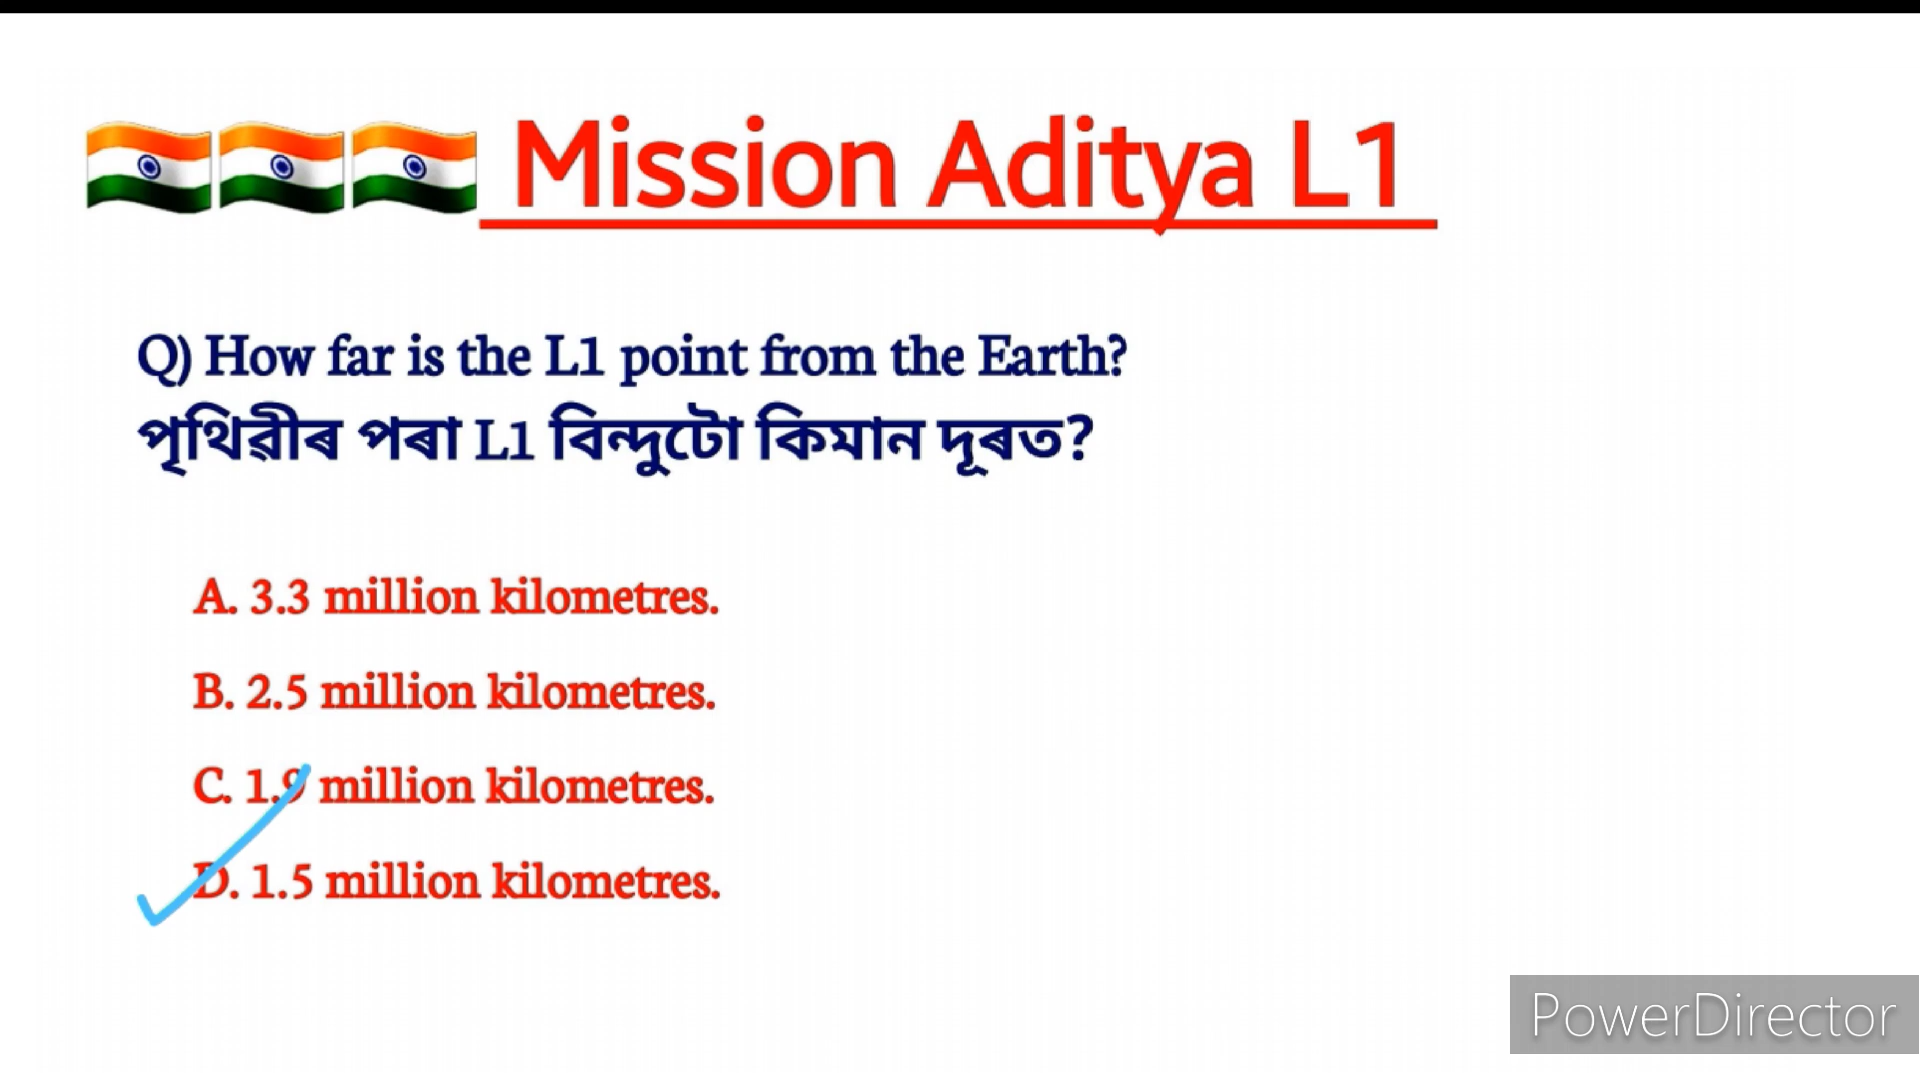 Mission Aditya L1
Q) How far is the L1 point from the Earth?
পৃথিৱীৰ পৰা L1 বিন্দুটো কিমান দূৰত?
A. 3.3 million kilometres.
B. 2.5 million kilometres.
C. 1.9 million kilometres.
D. 1.5 million kilometres.
PowerDirector